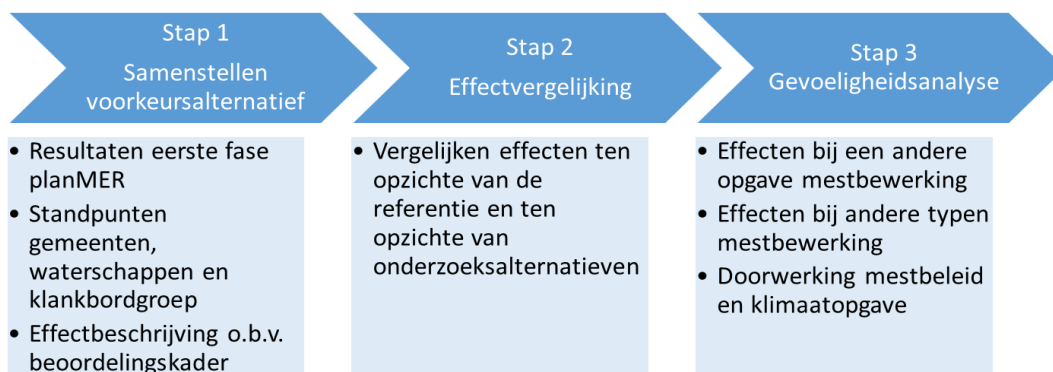 Stap 1
Samenstellen
voorkeursalternatief
• Resultaten eerste fase
planMER
• Standpunten
gemeenten,
waterschappen en
klankbordgroep
• Effectbeschrijving o.b.v.
beoordelingskader
Stap 2
Effectvergelijking
• Vergelijken effecten ten
opzichte van de
referentie en ten
opzichte van
onderzoeksalternatieven
Stap 3
Gevoeligheidsanalyse
• Effecten bij een andere
opgave mestbewerking
• Effecten bij andere typen
mestbewerking
• Doorwerking mestbeleid
en klimaatopgave